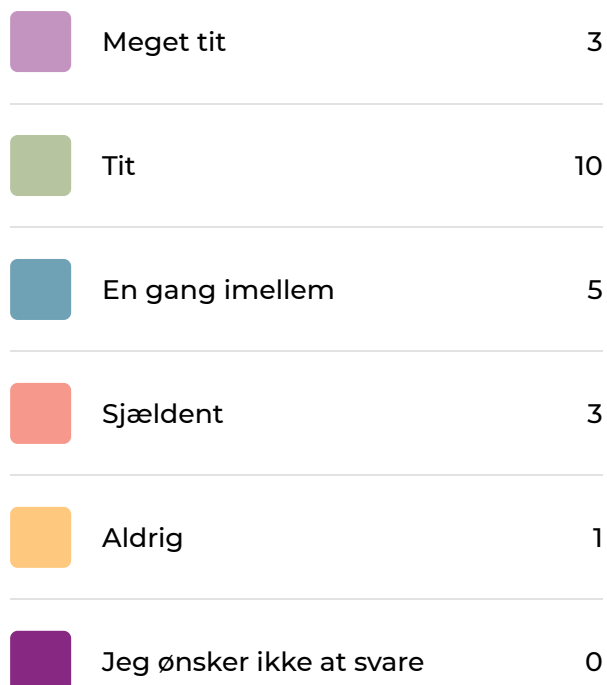 Meget tit 3
Tit 10
En gang imellem 5
Sjældent 3
Aldrig 1
Jeg ønsker ikke at svare 0